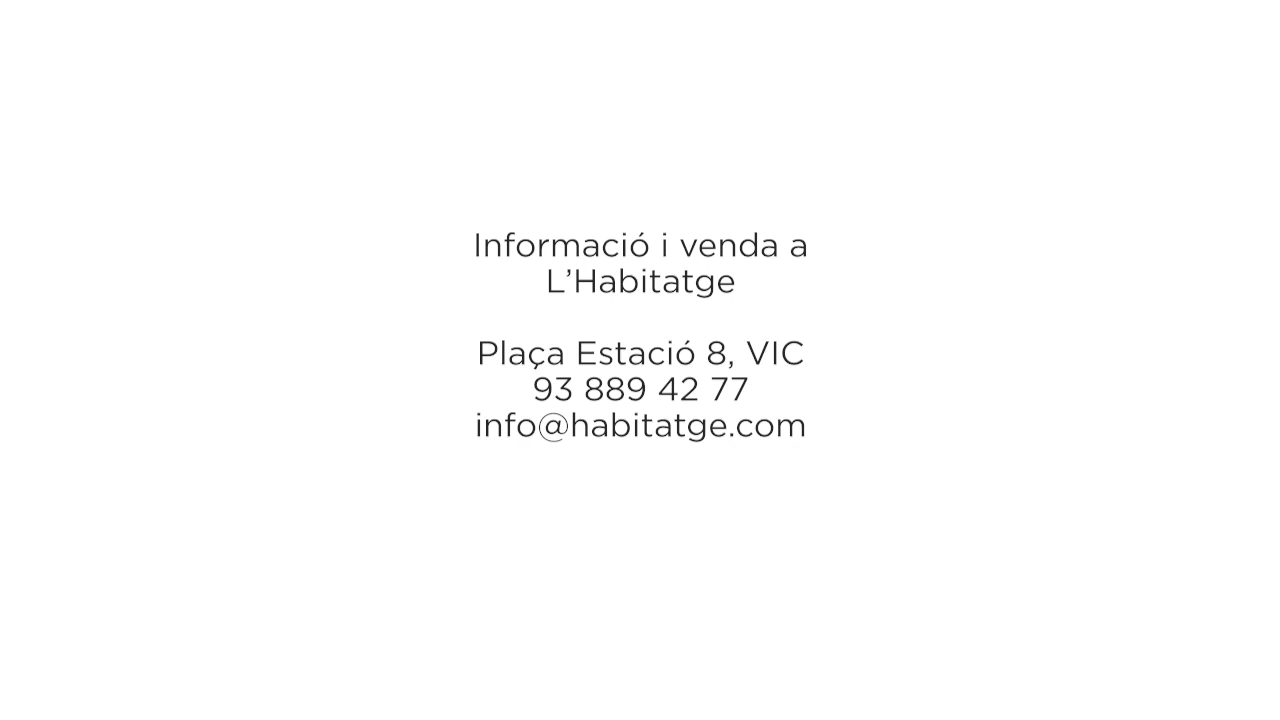 Informació i venda a
L’Habitatge
Plaça Estació 8, VIC
93 889 42 77
info@habitatge.com